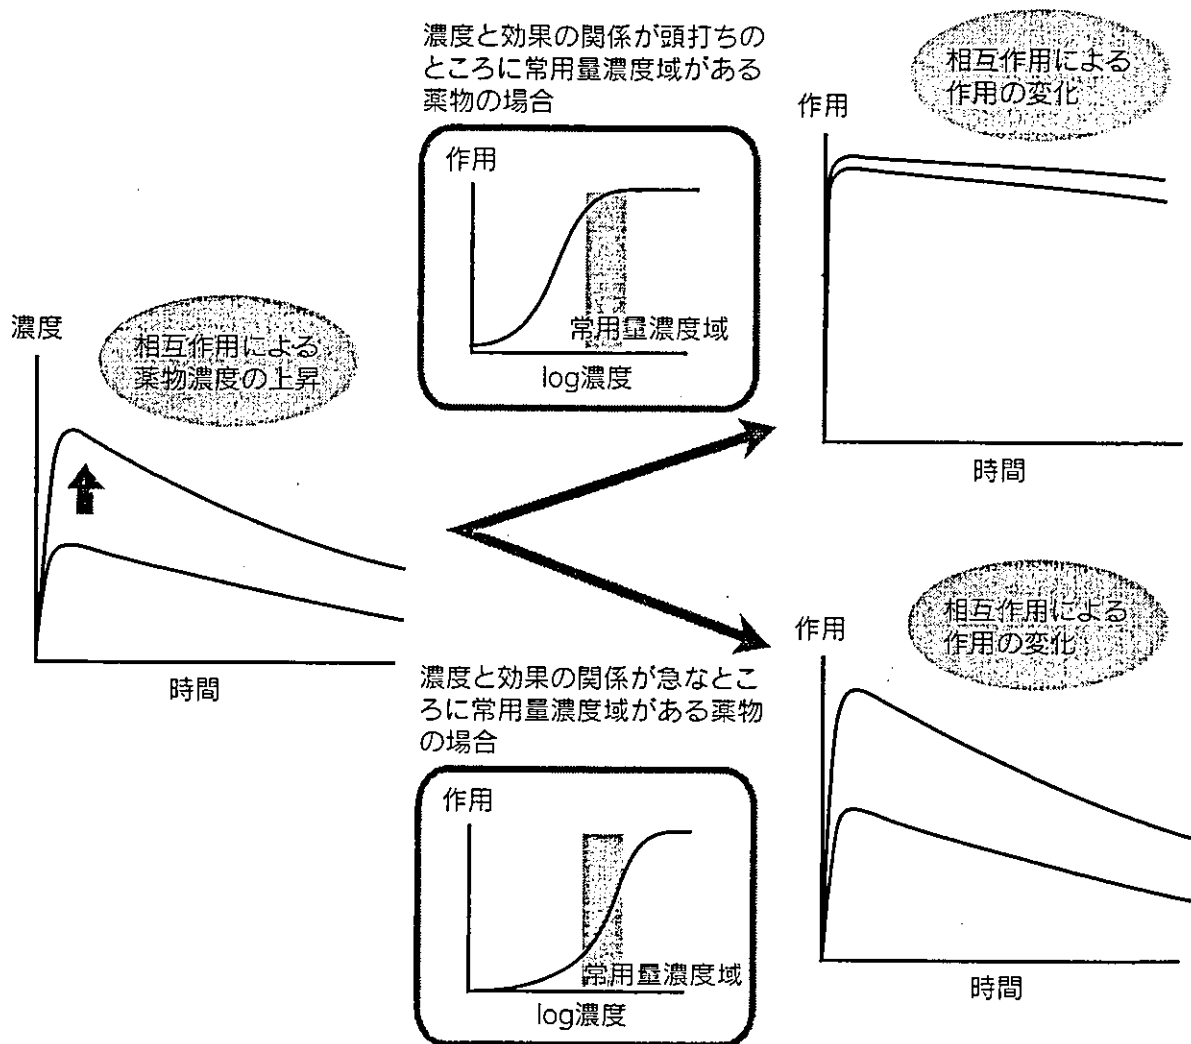 濃度と効果の関係が頭打ちの
ところに常用量濃度域がある
薬物の場合
作用
常用量濃度域
log濃度
相互作用による
作用の変化
作用
時間
濃度
相互作用による
薬物濃度の上昇
時間
濃度と効果の関係が急なとこ
ろに常用量濃度域がある薬物
の場合
作用
常用量濃度域
log濃度
相互作用による
作用の変化
作用
時間